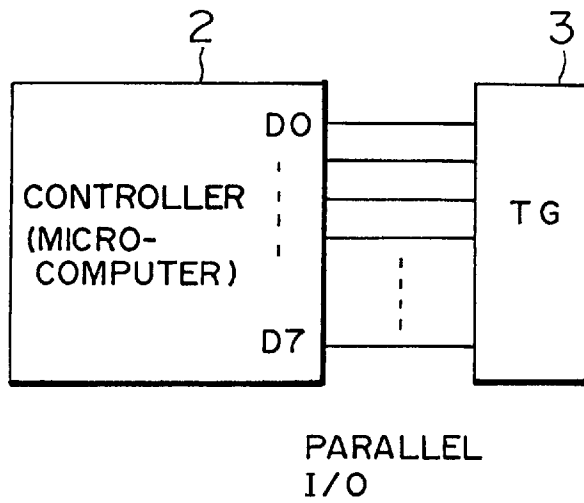 2
3
D0
CONTROLLER
(MICRO-
COMPUTER)
TG
D7
PARALLEL
I/O